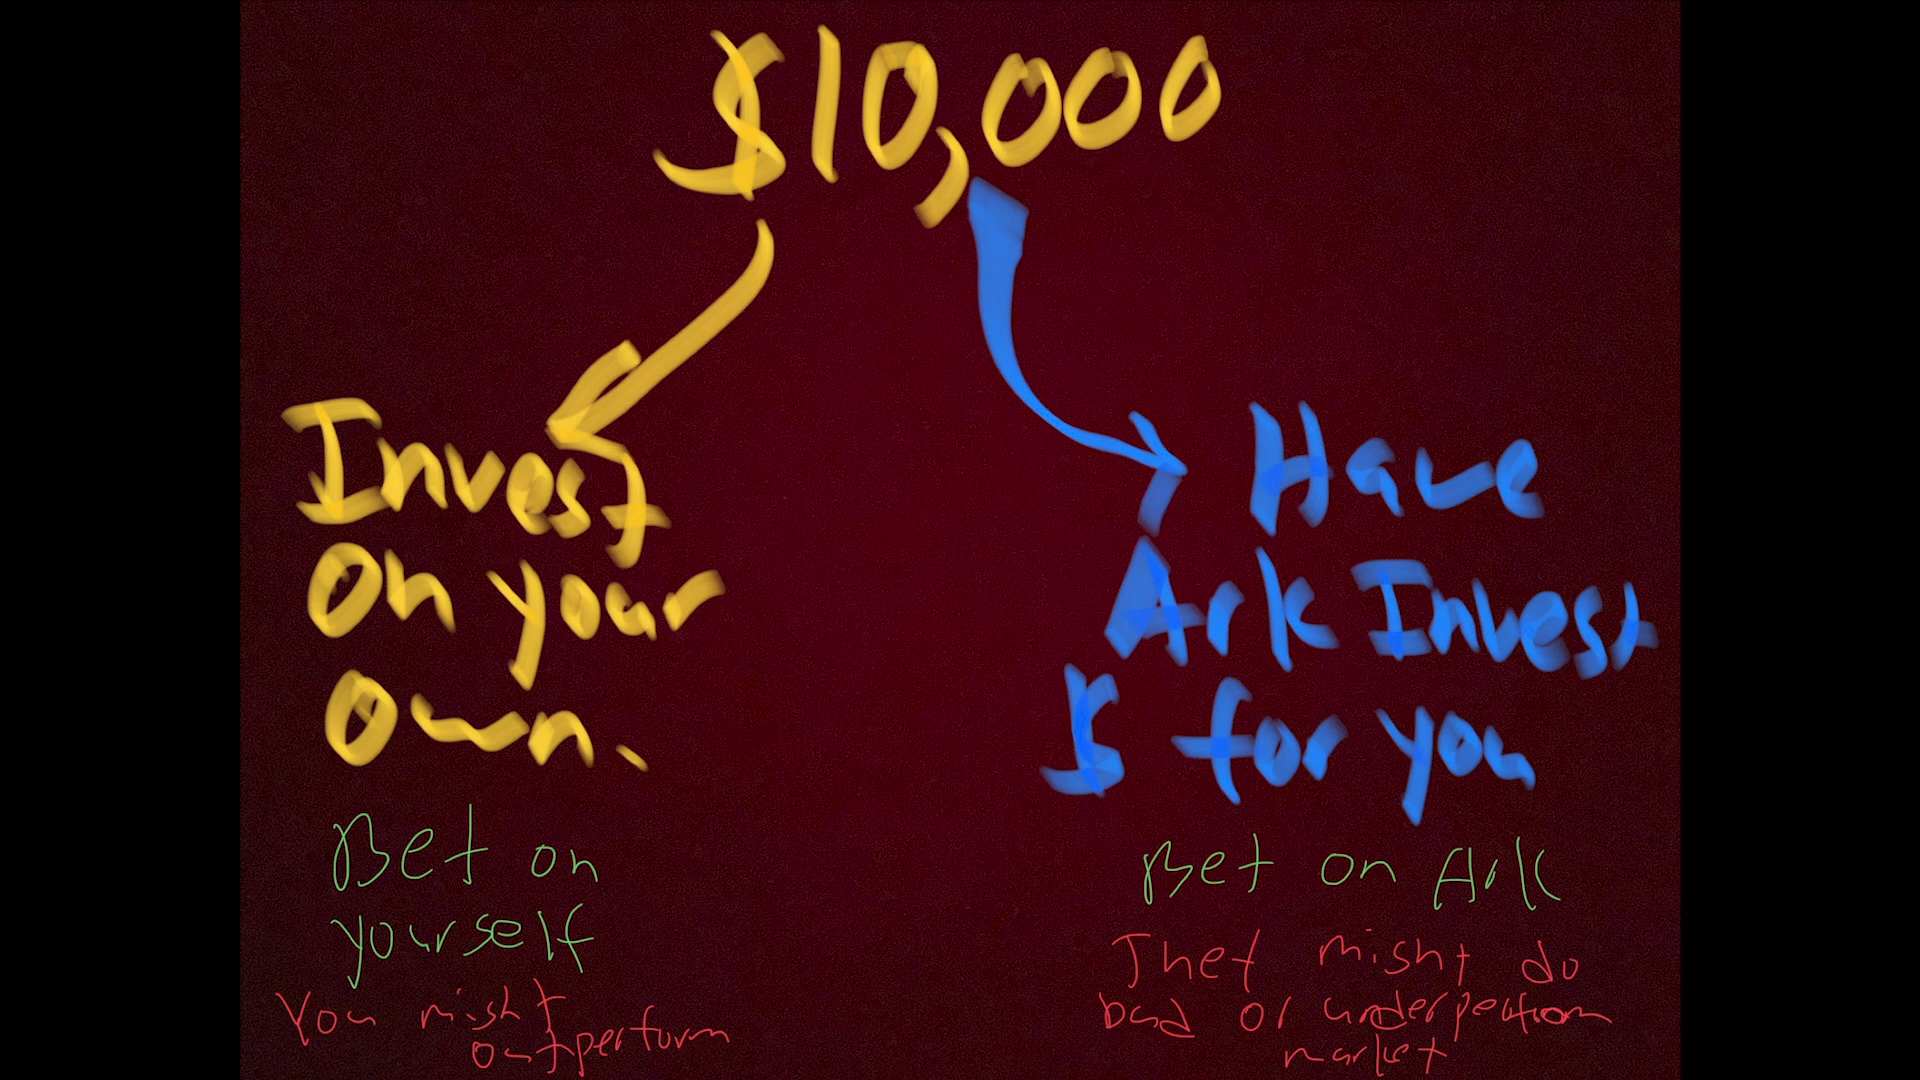 $10,000
Invest
On your
Own.
Have
Ark Invest
$ for you
Bet on
yourself
You might
outperform
Bet on Ark
They might do
bad or underperform
market